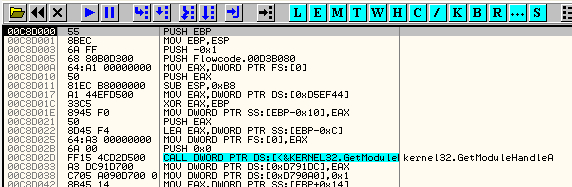 L E M T W H C / K B R ... S
00C8D000 55 PUSH EBP
00C8D001 8BEC MOV EBP,ESP
00C8D003 6A FF PUSH -0x1
00C8D005 68 80B0D300 PUSH Flowcode.00D3B080
00C8D00A 64:A1 00000000 MOV EAX,DWORD PTR FS:[0]
00C8D010 50 PUSH EAX
00C8D011 81EC B8000000 SUB ESP,0xB8
00C8D017 A1 44EFD500 MOV EAX,DWORD PTR DS:[0xD5EF44]
00C8D01C 33C5 XOR EAX,EBP
00C8D01E 8945 F0 MOV DWORD PTR SS:[EBP-0x10],EAX
00C8D021 50 PUSH EAX
00C8D022 8D45 F4 LEA EAX,DWORD PTR SS:[EBP-0xC]
00C8D025 64:A3 00000000 MOV DWORD PTR FS:[0],EAX
00C8D02B 6A 00 PUSH 0x0
00C8D02D FF15 4CD2D500 CALL DWORD PTR DS:[<&KERNEL32.GetModule kernel32.GetModuleHandleA
00C8D033 A3 DC91D700 MOV DWORD PTR DS:[0xD791DC],EAX
00C8D038 C705 A090D700 0 MOV DWORD PTR DS:[0xD790A0],0x1
00C8D042 8B45 14 MOV EAX,DWORD PTR SS:[EBP+0x14]